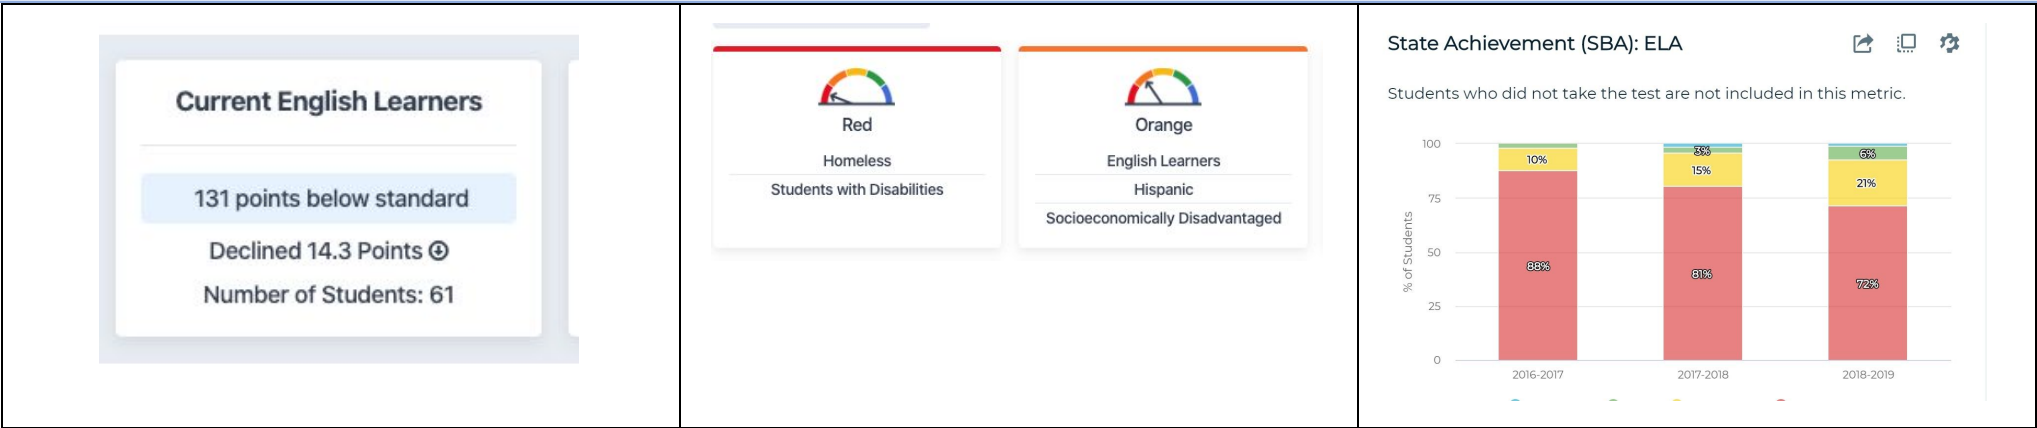 Current English Learners
131 points below standard
Declined 14.3 Points
Number of Students: 61
Red
Homeless
Students with Disabilities
Orange
English Learners
Hispanic
Socioeconomically Disadvantaged
State Achievement (SBA): ELA
Students who did not take the test are not included in this metric.
% of Students
100
75
50
25
0
10%
88%
3%
15%
81%
6%
21%
72%
2016-2017
2017-2018
2018-2019